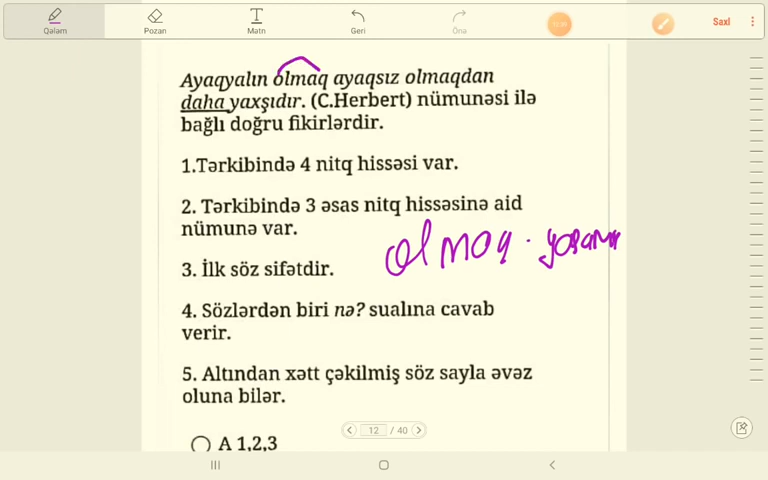 Qələm Pozan Mətn Geri Önə Saxl
Ayaqyalın olmaq ayaqsız olmaqdan
daha yaxşıdır. (C.Herbert) nümunəsi ilə
bağlı doğru fikirlərdir.
1.Tərkibində 4 nitq hissəsi var.
2. Tərkibində 3 əsas nitq hissəsinə aid
nümunə var.
olmaq
3. İlk söz sifətdir.
4. Sözlərdən biri nə? sualına cavab
verir.
5. Altından xətt çəkilmiş söz sayla əvəz
oluna bilər.
12 / 40
A 1,2,3